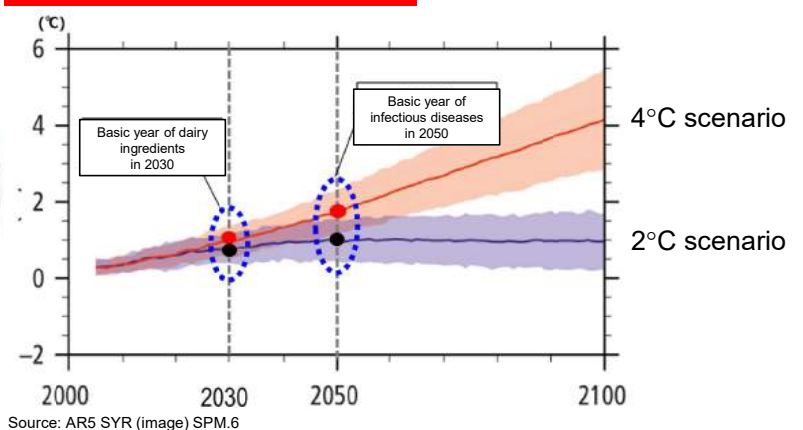 (℃)
6
4
2
0
−2
Basic year of dairy
ingredients
in 2030
Basic year of
infectious diseases
in 2050
4°C scenario
2°C scenario
2000
2030
2050
2100
Source: AR5 SYR (image) SPM.6